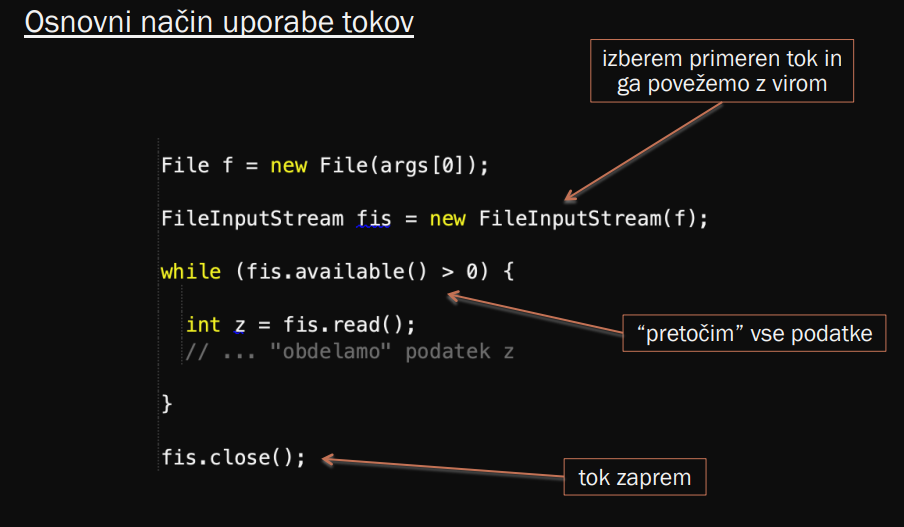 Osnovni način uporabe tokov
izberem primeren tok in
ga povežemo z virom
File f = new File(args[0]);
FileInputStream fis = new FileInputStream(f);
while (fis.available() > 0) {
int z = fis.read();
// ... "obdelamo" podatek z
“pretočim” vse podatke
}
fis.close();
tok zaprem